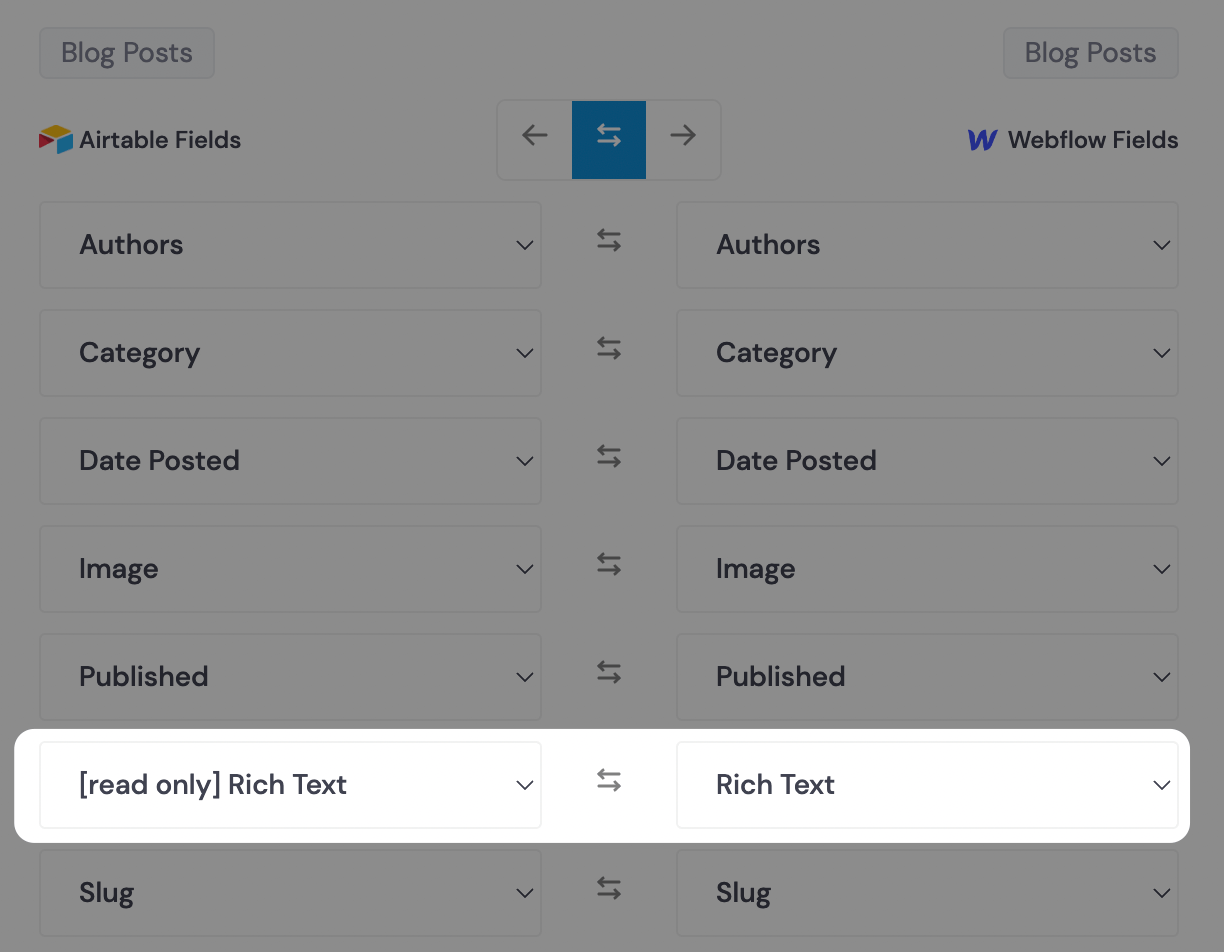 Blog Posts
Blog Posts
Airtable Fields
Webflow Fields
Authors
Authors
Category
Category
Date Posted
Date Posted
Image
Image
Published
Published
[read only] Rich Text
Rich Text
Slug
Slug